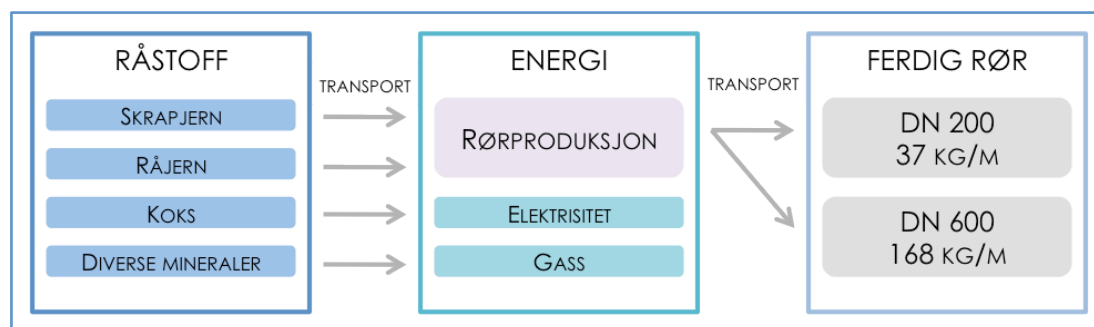 RÅSTOFF
SKRAPJERN
RÅJERN
KOKS
DIVERSE MINERALER
TRANSPORT
ENERGI
RØRPRODUKSJON
ELEKTRISITET
GASS
TRANSPORT
FERDIG RØR
DN 200
37 KG/M
DN 600
168 KG/M